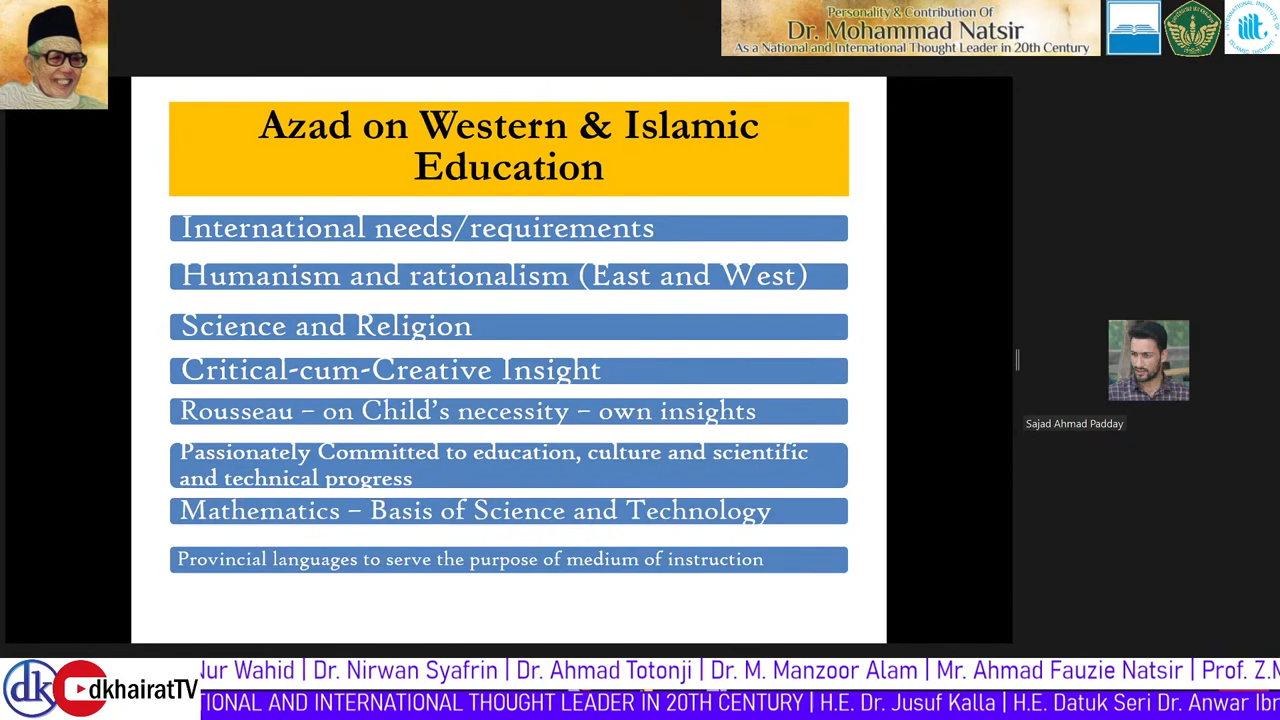 Personality & Contribution Of
Dr. Mohammad Natsir
As a National and International Thought Leader in 20th Century
Azad on Western & Islamic
Education
International needs/requirements
Humanism and rationalism (East and West)
Science and Religion
Critical-cum-Creative Insight
Rousseau – on Child’s necessity – own insights
Passionately Committed to education, culture and scientific
and technical progress
Mathematics – Basis of Science and Technology
Provincial languages to serve the purpose of medium of instruction
Sajad Ahmad Padday
dk dkhairatTV
Nur Wahid | Dr. Nirwan Syafrin | Dr. Ahmad Totonji | Dr. M. Manzoor Alam | Mr. Ahmad Fauzie Natsir | Prof. Z.M
TIONAL AND INTERNATIONAL THOUGHT LEADER IN 20TH CENTURY | H.E. Dr. Jusuf Kalla | H.E. Datuk Seri Dr. Anwar Ibr